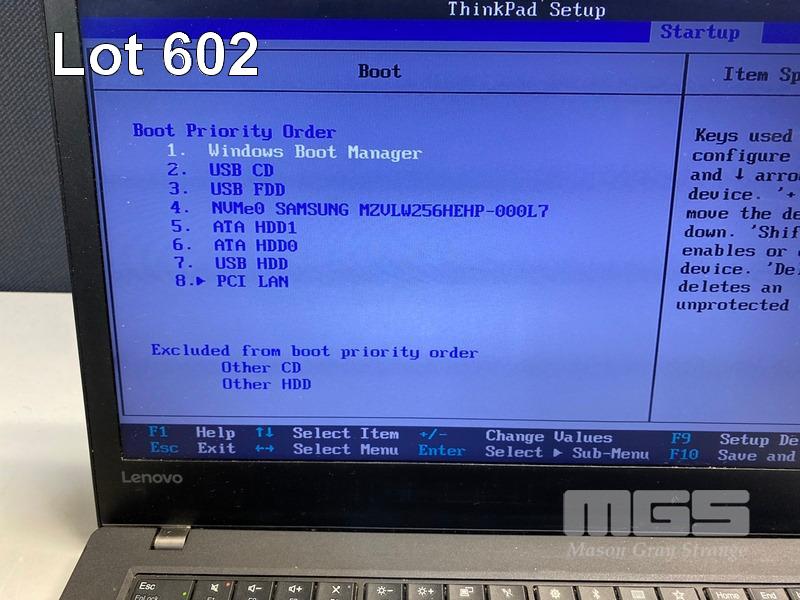 ThinkPad Setup
Startup
Lot 602
Boot
Item Sp
Boot Priority Order
1. Windows Boot Manager
2. USB CD
3. USB FDD
4. NVMe0 SAMSUNG MZVLW256HEHP-000L7
5. ATA HDD1
6. ATA HDD0
7. USB HDD
8.▶ PCI LAN
Excluded from boot priority order
Other CD
Other HDD
Keys used
configure
and ↓ arro
device. '+
move the de
down. 'Shif
enables or
device. 'De
deletes an
unprotected
F1 Help ↑↓ Select Item +/- Change Values F9 Setup De
Esc Exit ←→ Select Menu Enter Select ▶ Sub-Menu F10 Save and
Lenovo
MGS
Mason Gray Strange
Esc
FnLock
Home End